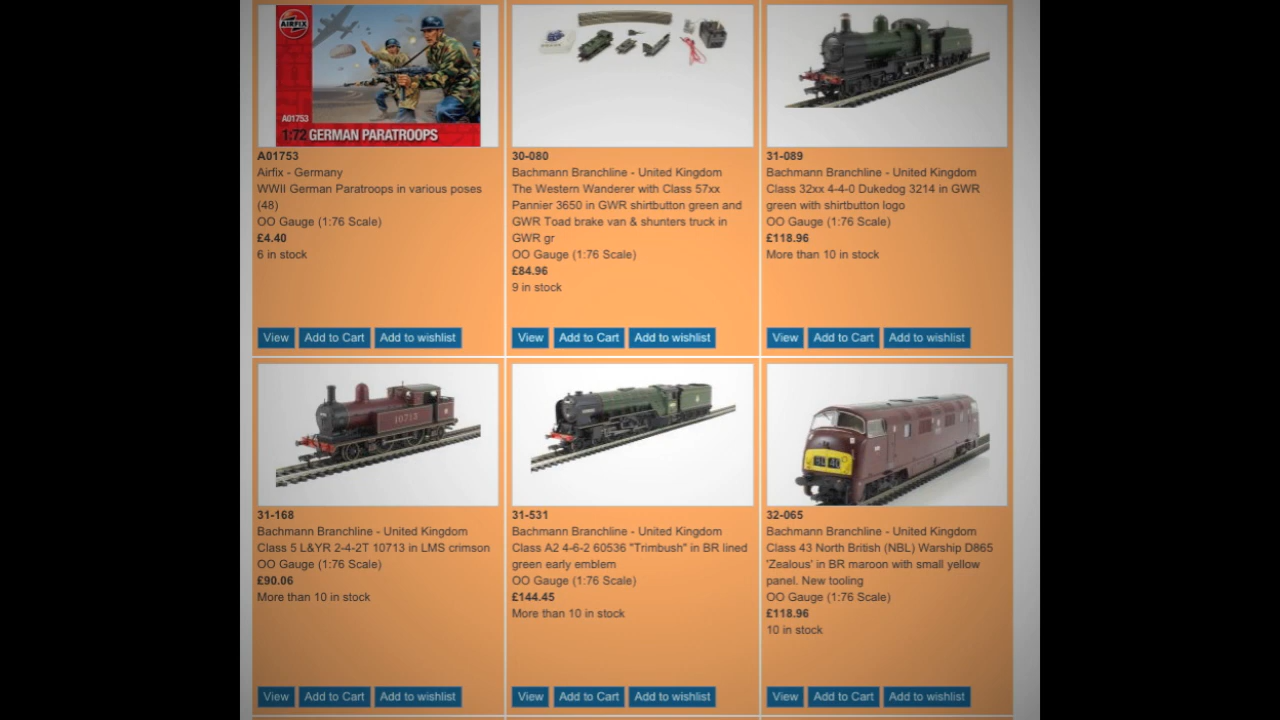 AIRFIX
A01753
1:72 GERMAN PARATROOPS
A01753
Airfix - Germany
WWII German Paratroops in various poses
(48)
OO Gauge (1:76 Scale)
£4.40
6 in stock
View Add to Cart Add to wishlist
30-080
Bachmann Branchline - United Kingdom
The Western Wanderer with Class 57xx
Pannier 3650 in GWR shirtbutton green and
GWR Toad brake van & shunters truck in
GWR gr
OO Gauge (1:76 Scale)
£84.96
9 in stock
View Add to Cart Add to wishlist
31-089
Bachmann Branchline - United Kingdom
Class 32xx 4-4-0 Dukedog 3214 in GWR
green with shirtbutton logo
OO Gauge (1:76 Scale)
£118.96
More than 10 in stock
View Add to Cart Add to wishlist
10713
31-168
Bachmann Branchline - United Kingdom
Class 5 L&YR 2-4-2T 10713 in LMS crimson
OO Gauge (1:76 Scale)
£90.06
More than 10 in stock
View Add to Cart Add to wishlist
31-531
Bachmann Branchline - United Kingdom
Class A2 4-6-2 60536 "Trimbush" in BR lined
green early emblem
OO Gauge (1:76 Scale)
£144.45
More than 10 in stock
View Add to Cart Add to wishlist
32-065
Bachmann Branchline - United Kingdom
Class 43 North British (NBL) Warship D865
'Zealous' in BR maroon with small yellow
panel. New tooling
OO Gauge (1:76 Scale)
£118.96
10 in stock
View Add to Cart Add to wishlist